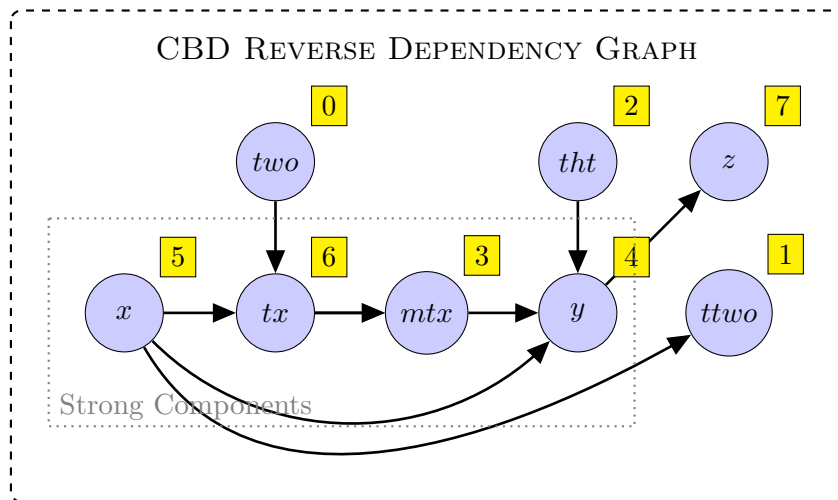 CBD Reverse Dependency Graph
0
2
7
two
tht
z
5
6
3
4
1
x
tx
mtx
y
ttwo
Strong Components